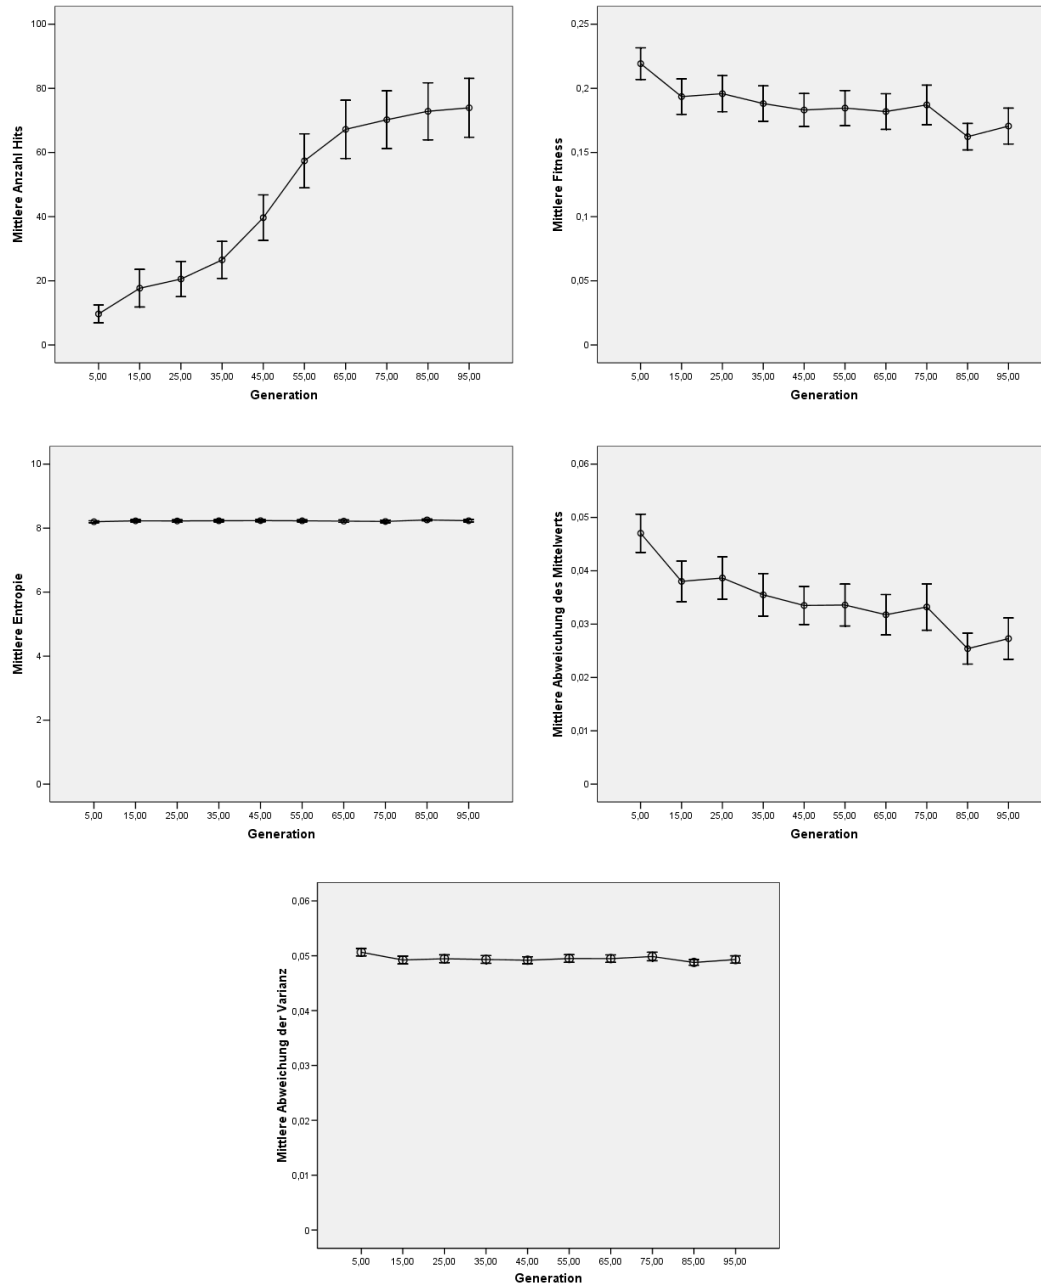 100
80
60
40
20
0
Mittlere Anzahl Hits
5,00 15,00 25,00 35,00 45,00 55,00 65,00 75,00 85,00 95,00
Generation
0,25
0,2
0,15
0,1
0,05
0
Mittlere Fitness
5,00 15,00 25,00 35,00 45,00 55,00 65,00 75,00 85,00 95,00
Generation
10
8
6
4
2
0
Mittlere Entropie
5,00 15,00 25,00 35,00 45,00 55,00 65,00 75,00 85,00 95,00
Generation
0,06
0,05
0,04
0,03
0,02
0,01
0
Mittlere Abweicuhung des Mittelwerts
5,00 15,00 25,00 35,00 45,00 55,00 65,00 75,00 85,00 95,00
Generation
0,06
0,05
0,04
0,03
0,02
0,01
0
Mittlere Abweichung der Varianz
5,00 15,00 25,00 35,00 45,00 55,00 65,00 75,00 85,00 95,00
Generation